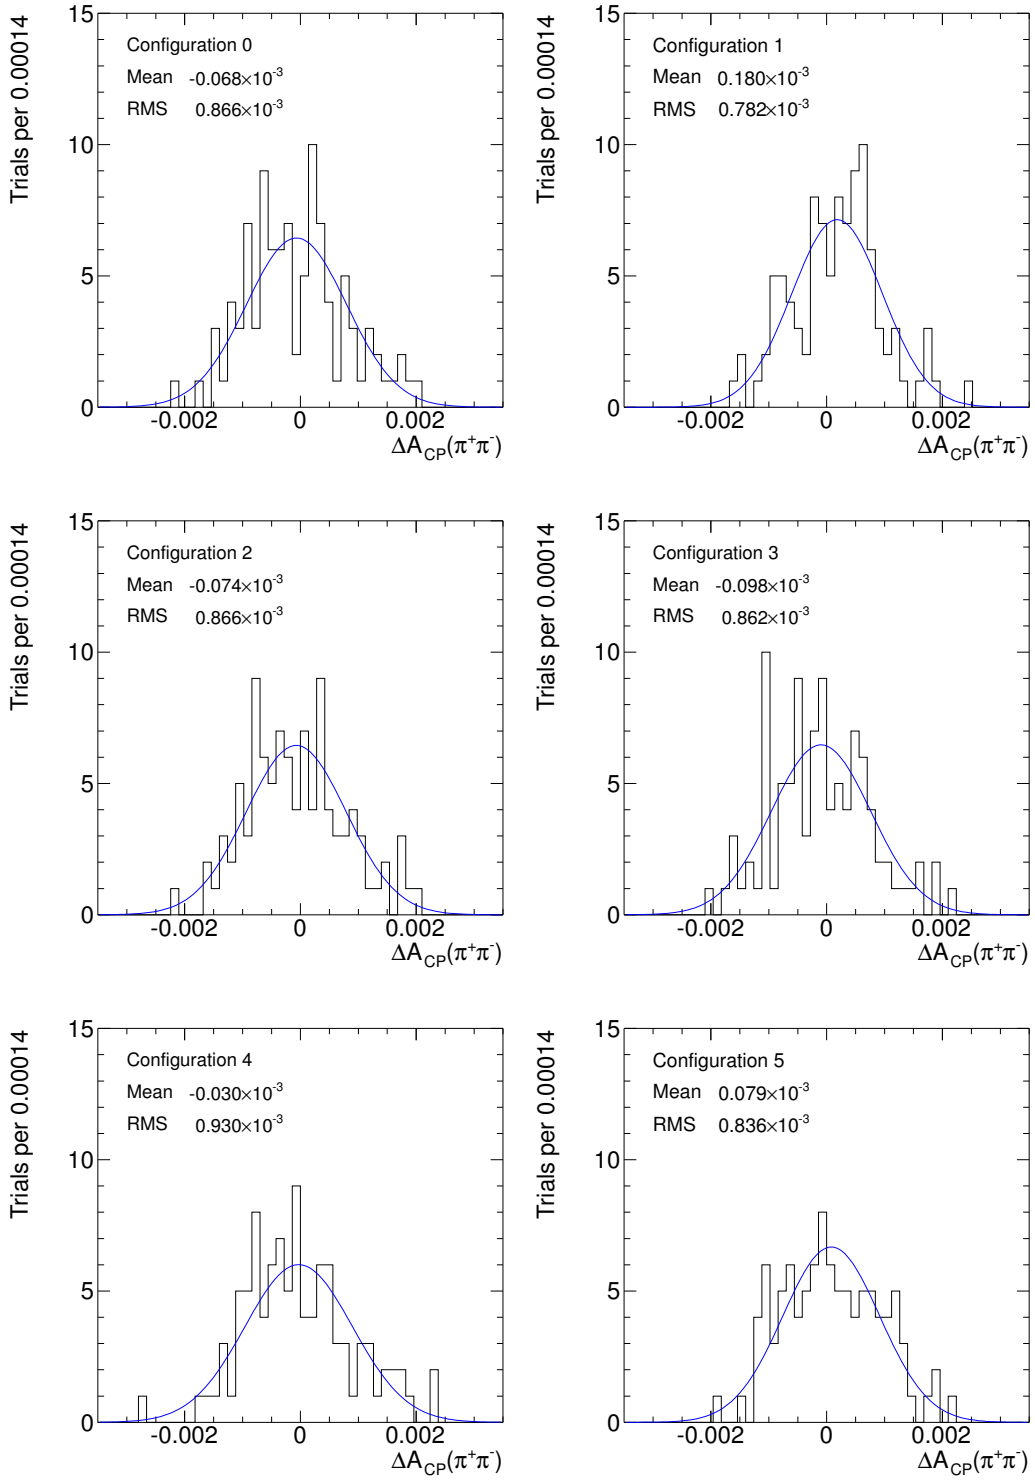 Trials per 0.00014
15
10
5
0
Configuration 0
Mean -0.068×10⁻³
RMS 0.866×10⁻³
-0.002 0 0.002
ΔA_CP(π⁺π⁻)
Trials per 0.00014
15
10
5
0
Configuration 1
Mean 0.180×10⁻³
RMS 0.782×10⁻³
-0.002 0 0.002
ΔA_CP(π⁺π⁻)
Trials per 0.00014
15
10
5
0
Configuration 2
Mean -0.074×10⁻³
RMS 0.866×10⁻³
-0.002 0 0.002
ΔA_CP(π⁺π⁻)
Trials per 0.00014
15
10
5
0
Configuration 3
Mean -0.098×10⁻³
RMS 0.862×10⁻³
-0.002 0 0.002
ΔA_CP(π⁺π⁻)
Trials per 0.00014
15
10
5
0
Configuration 4
Mean -0.030×10⁻³
RMS 0.930×10⁻³
-0.002 0 0.002
ΔA_CP(π⁺π⁻)
Trials per 0.00014
15
10
5
0
Configuration 5
Mean 0.079×10⁻³
RMS 0.836×10⁻³
-0.002 0 0.002
ΔA_CP(π⁺π⁻)